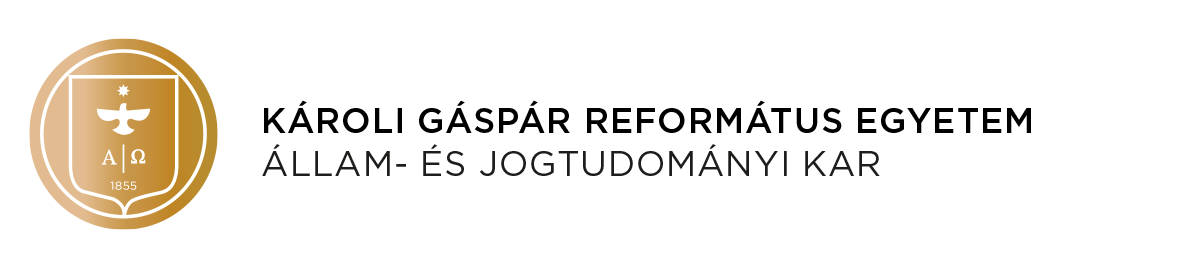 Α|Ω
1855
KÁROLI GÁSPÁR REFORMÁTUS EGYETEM
ÁLLAM- ÉS JOGTUDOMÁNYI KAR